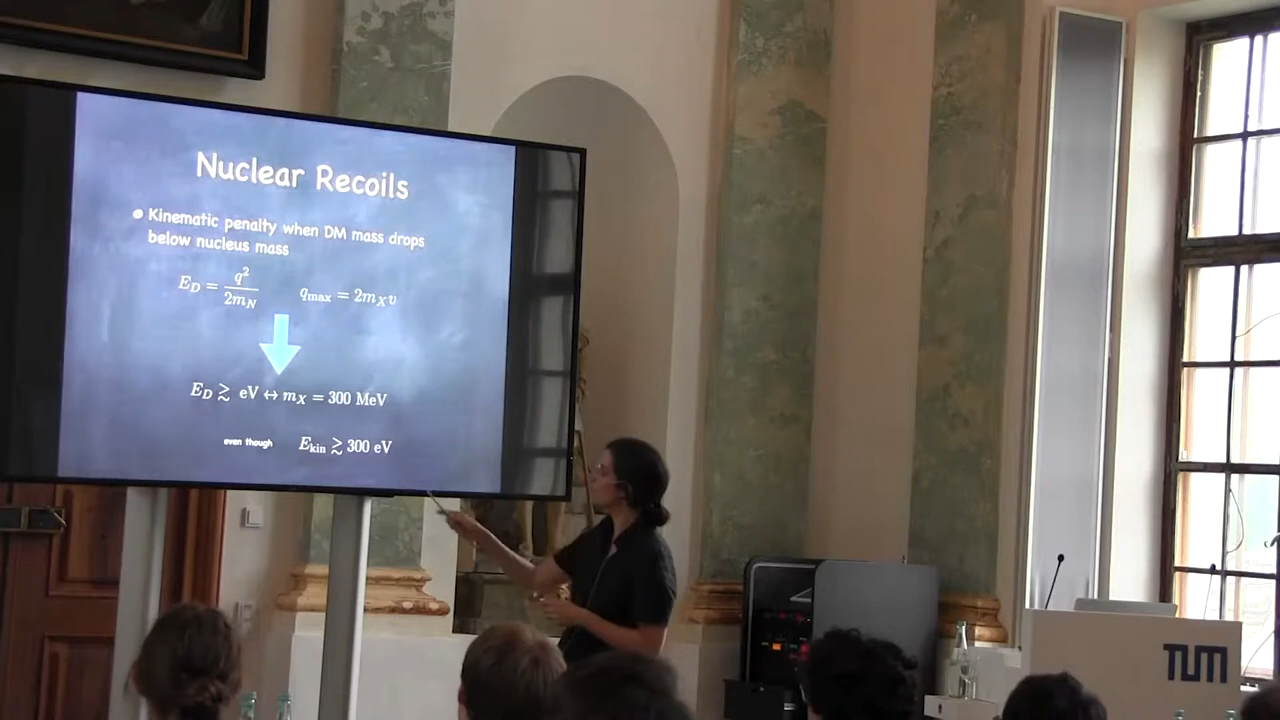 Nuclear Recoils
Kinematic penalty when DM mass drops
below nucleus mass
E_D = q²/2m_N    q_max = 2m_X v
E_D ≳ eV ↔ m_X = 300 MeV
even though    E_kin ≳ 300 eV
TUM